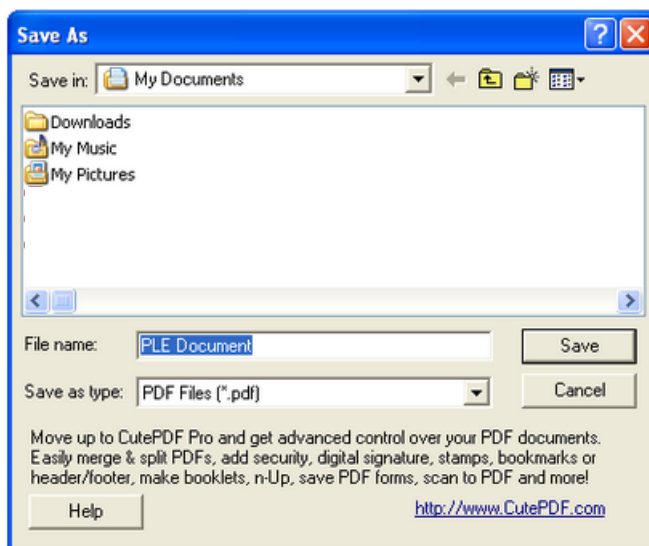 Save As
Save in: My Documents
Downloads
My Music
My Pictures
File name: PLE Document Save
Save as type: PDF Files (*.pdf) Cancel
Move up to CutePDF Pro and get advanced control over your PDF documents.
Easily merge & split PDFs, add security, digital signature, stamps, bookmarks or
header/footer, make booklets, n-Up, save PDF forms, scan to PDF and more!
Help http://www.CutePDF.com